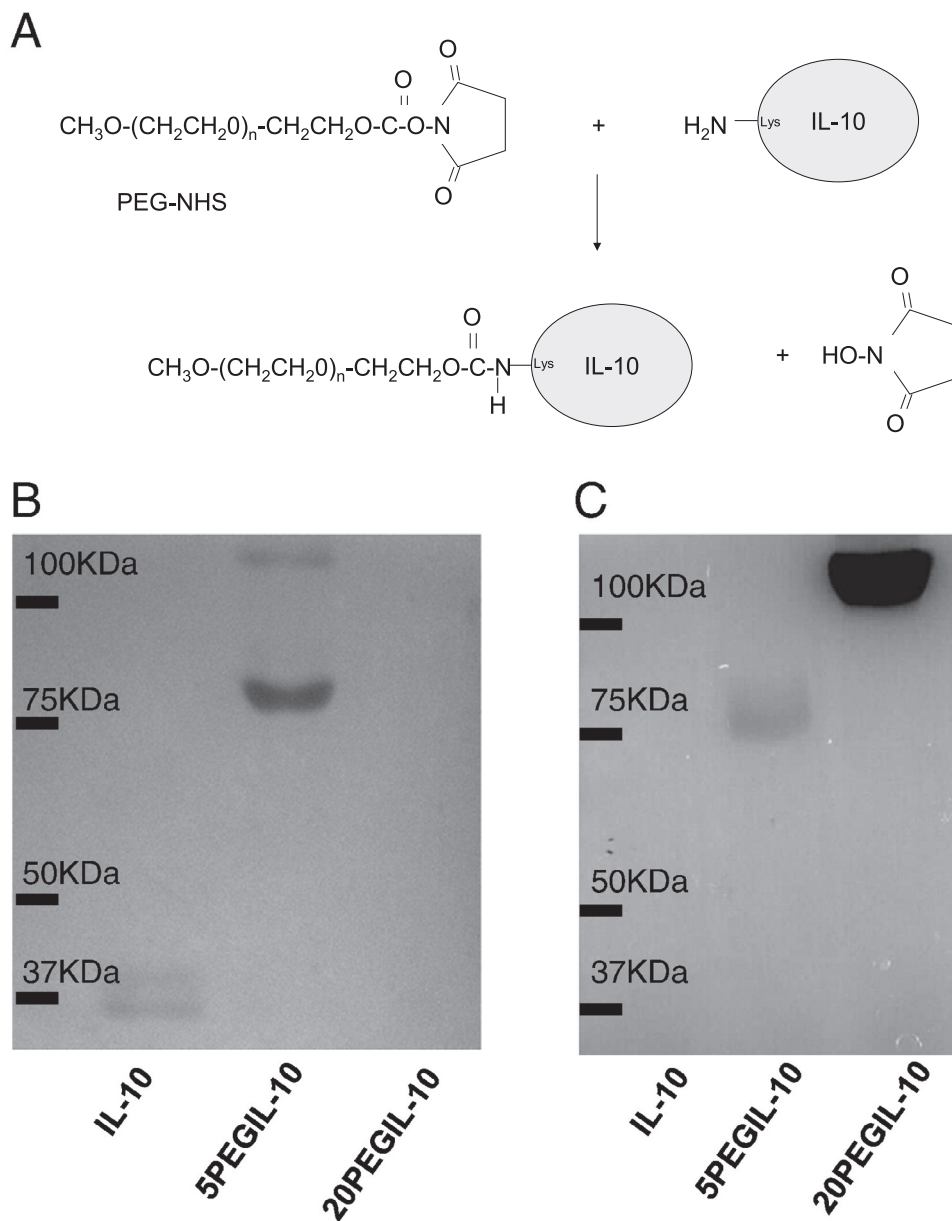 A
O O
O
CH₃O-(CH₂CH₂0)ₙ-CH₂CH₂O-C-O-N + H₂N Lys IL-10
O
PEG-NHS
O O
CH₃O-(CH₂CH₂0)ₙ-CH₂CH₂O-C-N Lys IL-10 + HO-N
H
O
B C
100KDa 100KDa
75KDa 75KDa
50KDa 50KDa
37KDa 37KDa
IL-10 5PEGIL-10 20PEGIL-10 IL-10 5PEGIL-10 20PEGIL-10